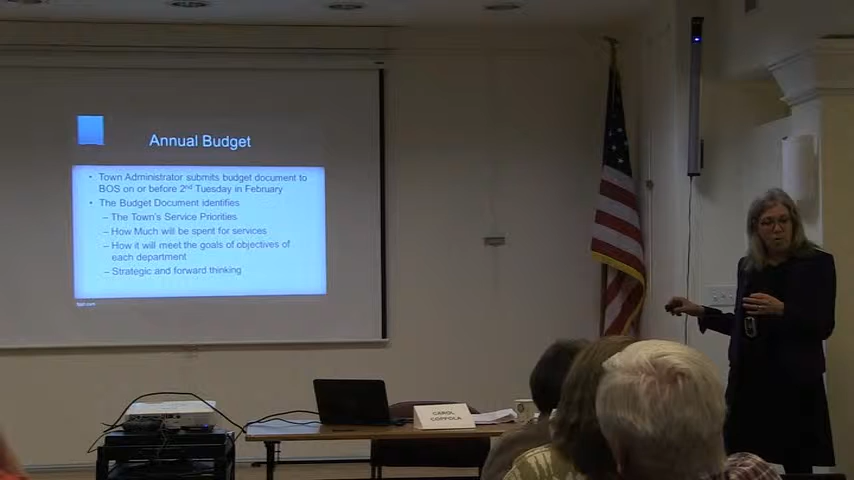 Annual Budget
• Town Administrator submits budget document to
BOS on or before 2nd Tuesday in February
• The Budget Document identifies
– The Town's Service Priorities
– How Much will be spent for services
– How it will meet the goals of objectives of
each department
– Strategic and forward thinking
CAROL
COPPOLA